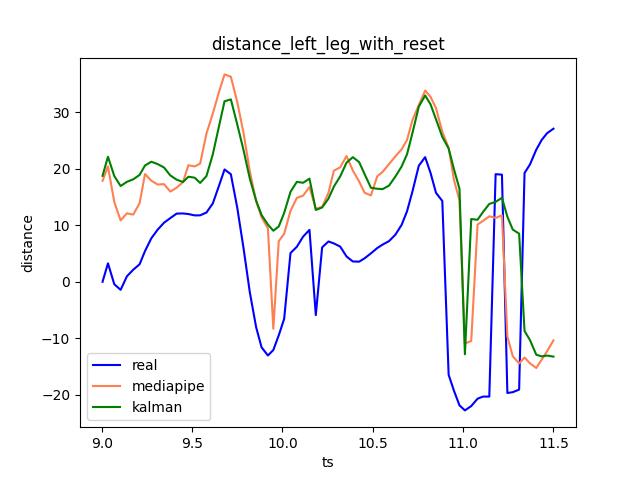 distance_left_leg_with_reset
distance
30
20
10
0
−10
−20
real
mediapipe
kalman
9.0 9.5 10.0 10.5 11.0 11.5
ts